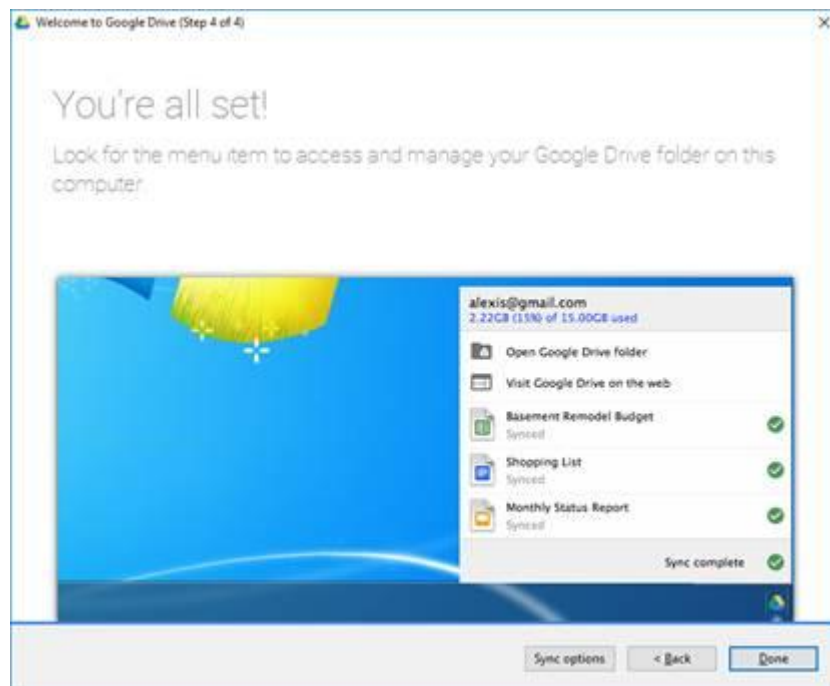 Welcome to Google Drive (Step 4 of 4)
You're all set!
Look for the menu item to access and manage your Google Drive folder on this
computer
alexis@gmail.com
2.22GB (15%) of 15.00GB used
Open Google Drive folder
Visit Google Drive on the web
Basement Remodel Budget
Synced
Shopping List
Synced
Monthly Status Report
Synced
Sync complete
Sync options
< Back
Done